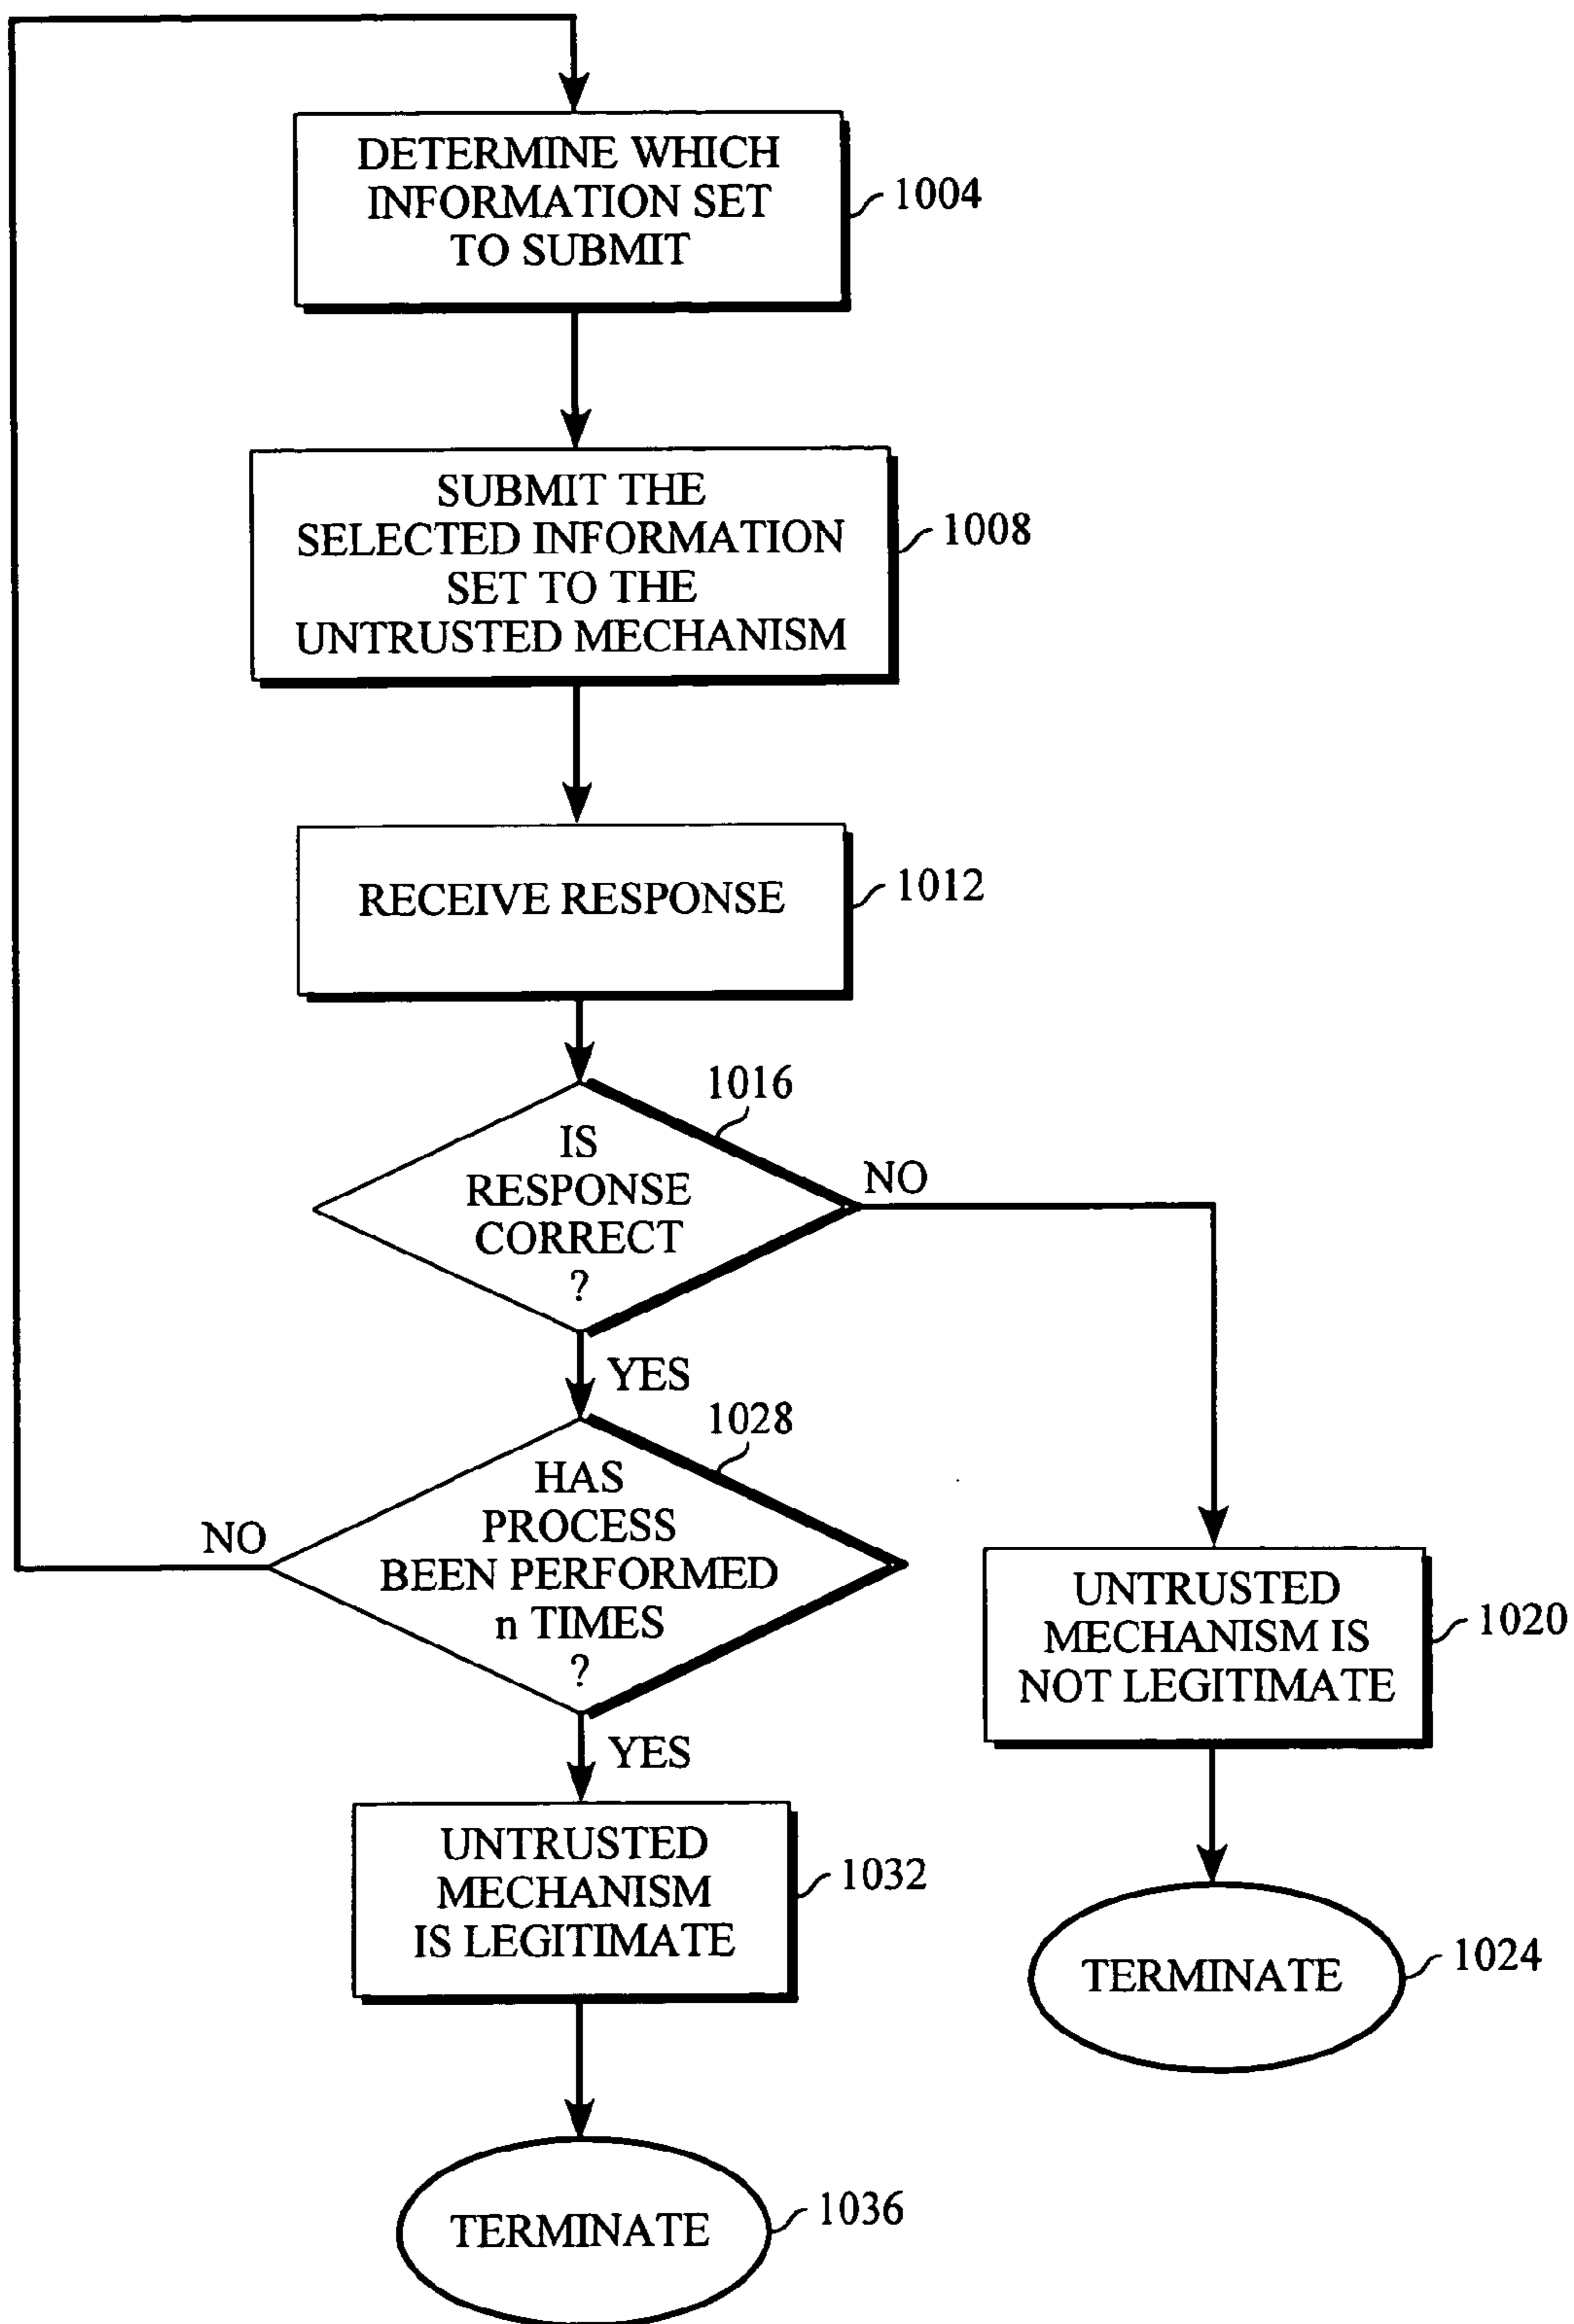 DETERMINE WHICH
INFORMATION SET
TO SUBMIT
1004
SUBMIT THE
SELECTED INFORMATION
SET TO THE
UNTRUSTED MECHANISM
1008
RECEIVE RESPONSE
1012
1016
IS
RESPONSE
CORRECT
?
NO
YES
1028
HAS
PROCESS
BEEN PERFORMED
n TIMES
?
NO
YES
UNTRUSTED
MECHANISM IS
NOT LEGITIMATE
1020
UNTRUSTED
MECHANISM
IS LEGITIMATE
1032
TERMINATE
1024
TERMINATE
1036